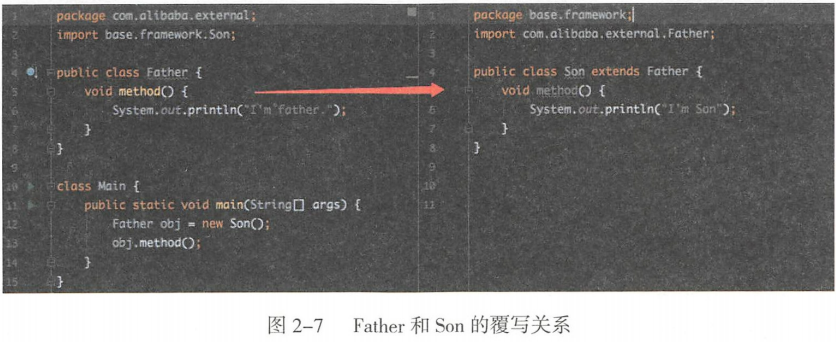 1 package com.alibaba.external;
2 import base.framework.Son;
3
4 public class Father {
5 void method() {
6 System.out.println("I'm father.");
7 }
8 }
9
10 class Main {
11 public static void main(String[] args) {
12 Father obj = new Son();
13 obj.method();
14 }
15 }
1 package base.framework;
2 import com.alibaba.external.Father;
3
4 public class Son extends Father {
5 void method() {
6 System.out.println("I'm Son");
7 }
8 }
9
10
11
图 2-7 Father 和 Son 的覆写关系